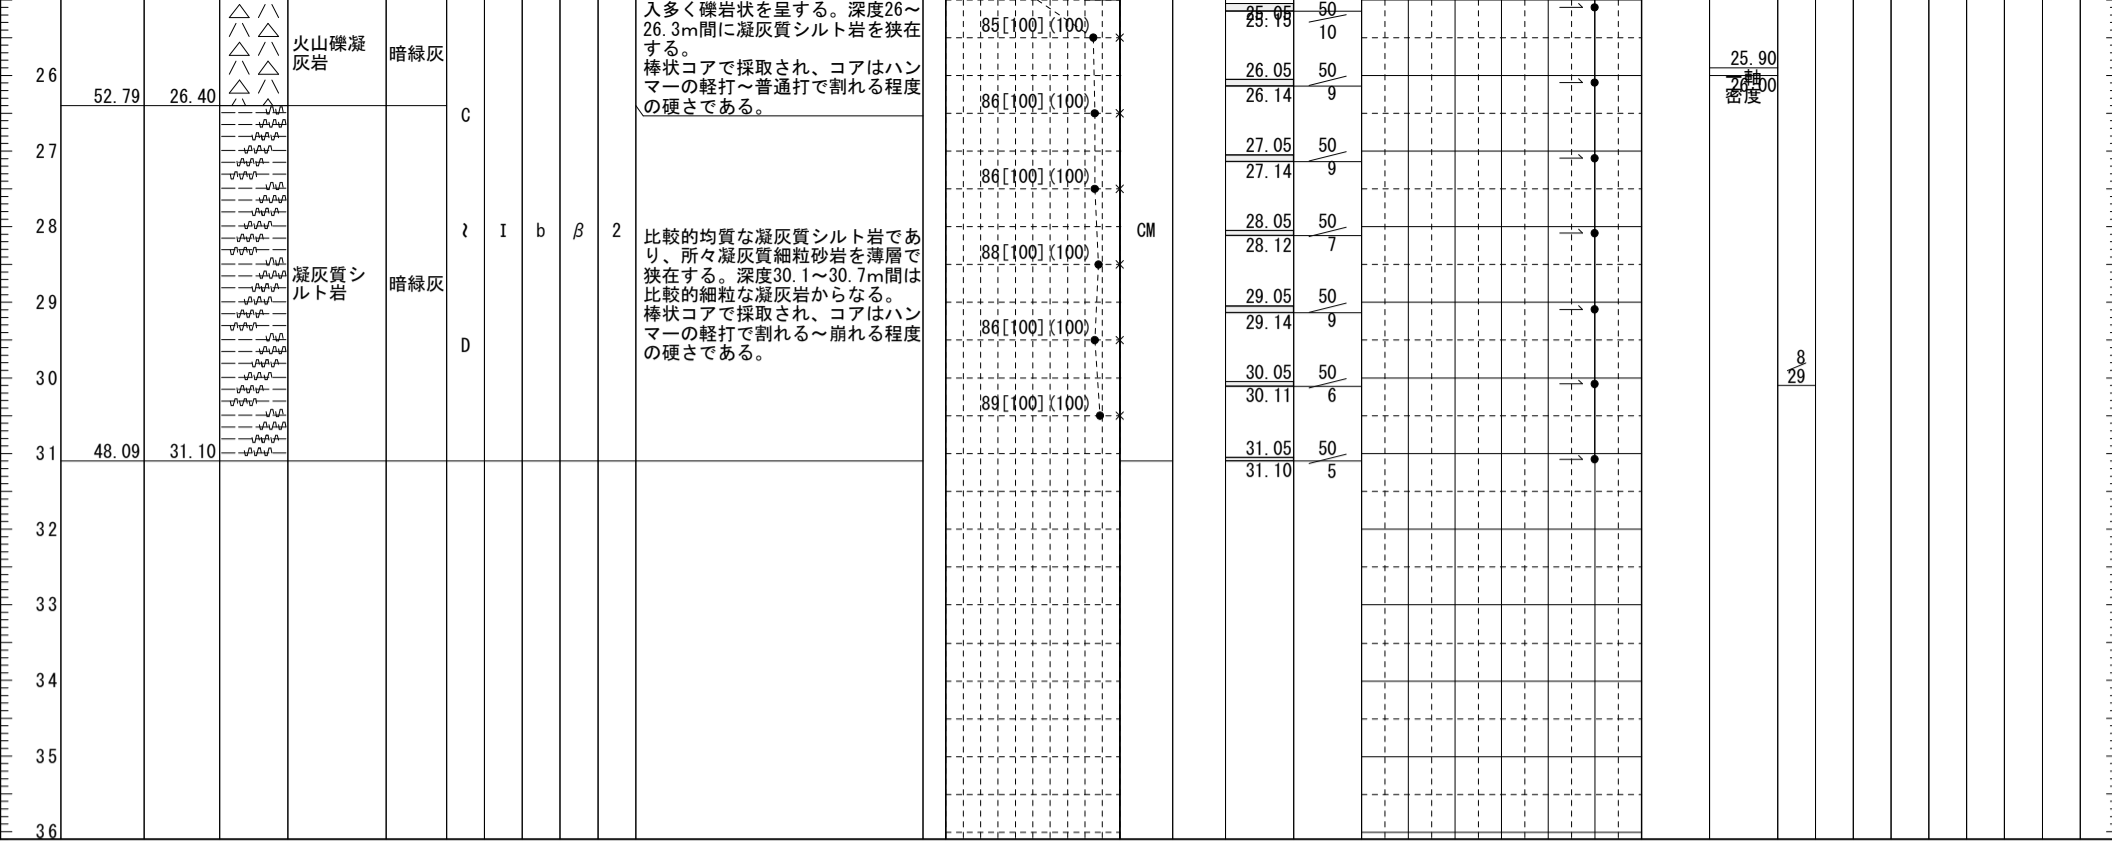 26
27
28
29
30
31
32
33
34
35
36
52.79 26.40
48.09 31.10
火山礫凝
灰岩
暗緑灰
凝灰質シ
ルト岩
暗緑灰
C
~
D
I
b
β
2
入多く礫岩状を呈する。深度26～
26.3m間に凝灰質シルト岩を狭在
する。
棒状コアで採取され、コアはハン
マーの軽打～普通打で割れる程度
の硬さである。
比較的均質な凝灰質シルト岩であ
り、所々凝灰質細粒砂岩を薄層で
狭在する。深度30.1～30.7m間は
比較的細粒な凝灰岩からなる。
棒状コアで採取され、コアはハン
マーの軽打で割れる～崩れる程度
の硬さである。
85[100](100)
86[100](100)
86[100](100)
88[100](100)
86[100](100)
89[100](100)
CM
25.05 50
25.15 10
26.05 50
26.14 9
27.05 50
27.14 9
28.05 50
28.12 7
29.05 50
29.14 9
30.05 50
30.11 6
31.05 50
31.10 5
25.90
26.00
一軸
密度
8
29